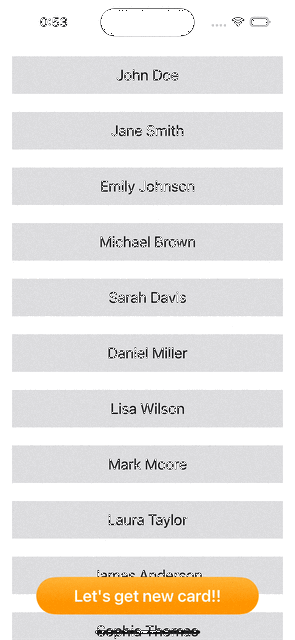 0:53
John Doe
Jane Smith
Emily Johnson
Michael Brown
Sarah Davis
Daniel Miller
Lisa Wilson
Mark Moore
Laura Taylor
James Anderson
Let's get new card!!
Sophia Thomas